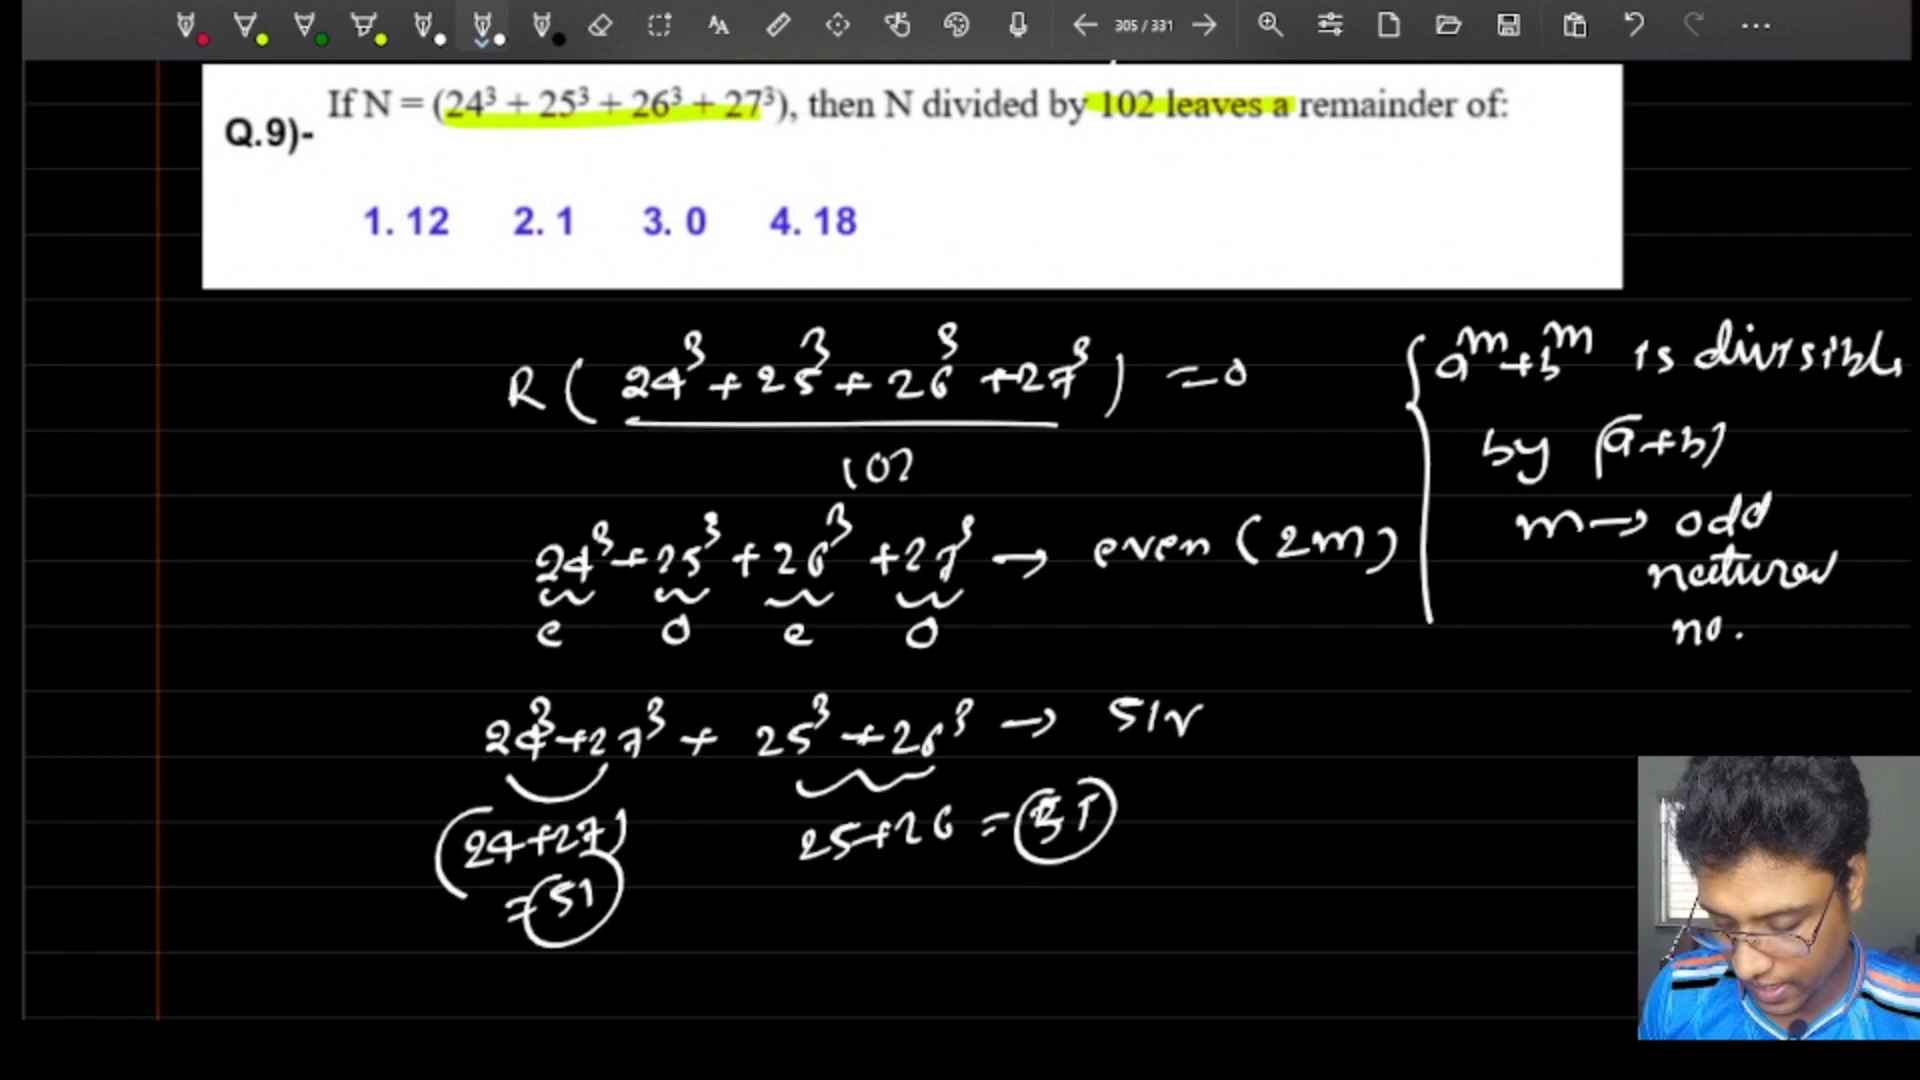 305 / 331
If N = (24³ + 25³ + 26³ + 27³), then N divided by 102 leaves a remainder of:
Q.9)-
1. 12 2. 1 3. 0 4. 18
R ( 24³ + 25³ + 26³ + 27³ ) = 0
102
24³ + 25³ + 26³ + 27³ → even (2m)
e o e o
24³ + 27³ + 25³ + 26³ → 51r
(24+27)
= 51
25+26 = 51
a^m + b^m is divisible
by (a+b)
m → odd
natural
no.